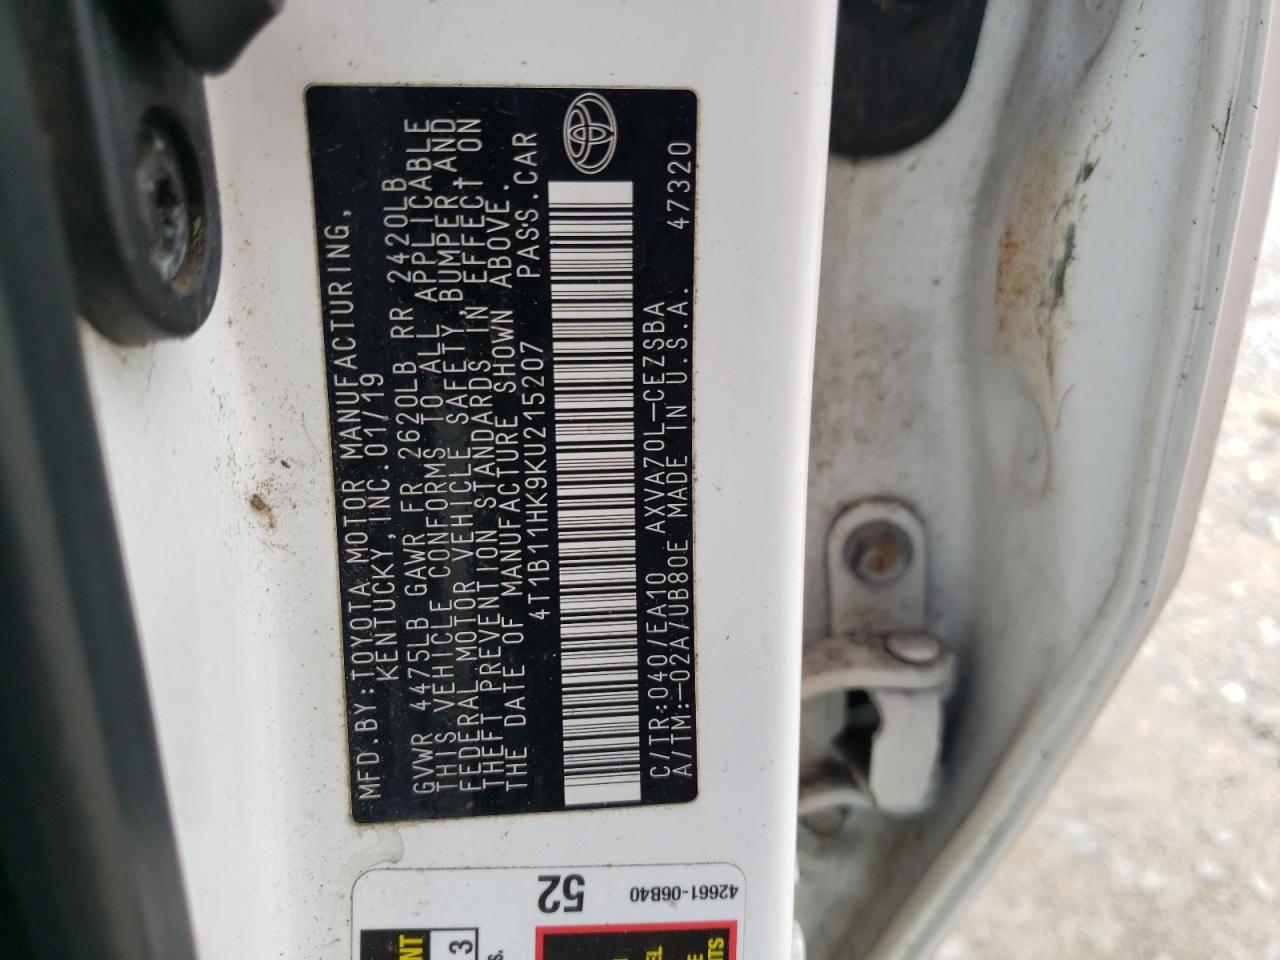 MFD.BY:TOYOTA MOTOR MANUFACTURING,
KENTUCKY,INC.01/19
GVWR 4475LB GAWR FR 2620LB RR 2420LB
THIS VEHICLE CONFORMS TO ALL APPLICABLE
FEDERAL MOTOR VEHICLE SAFETY,BUMPER,AND
THEFT PREVENTION STANDARDS IN EFFECT ON
THE DATE OF MANUFACTURE SHOWN ABOVE.
4T1B11HK9KU215207 PASS.CAR
C/TR:040/EA10 AXVA70L-CEZSBA
A/TM:-02A/UB80E MADE IN U.S.A. 47320
52
42661-06B40
NT
3
S.
EL
E
TS